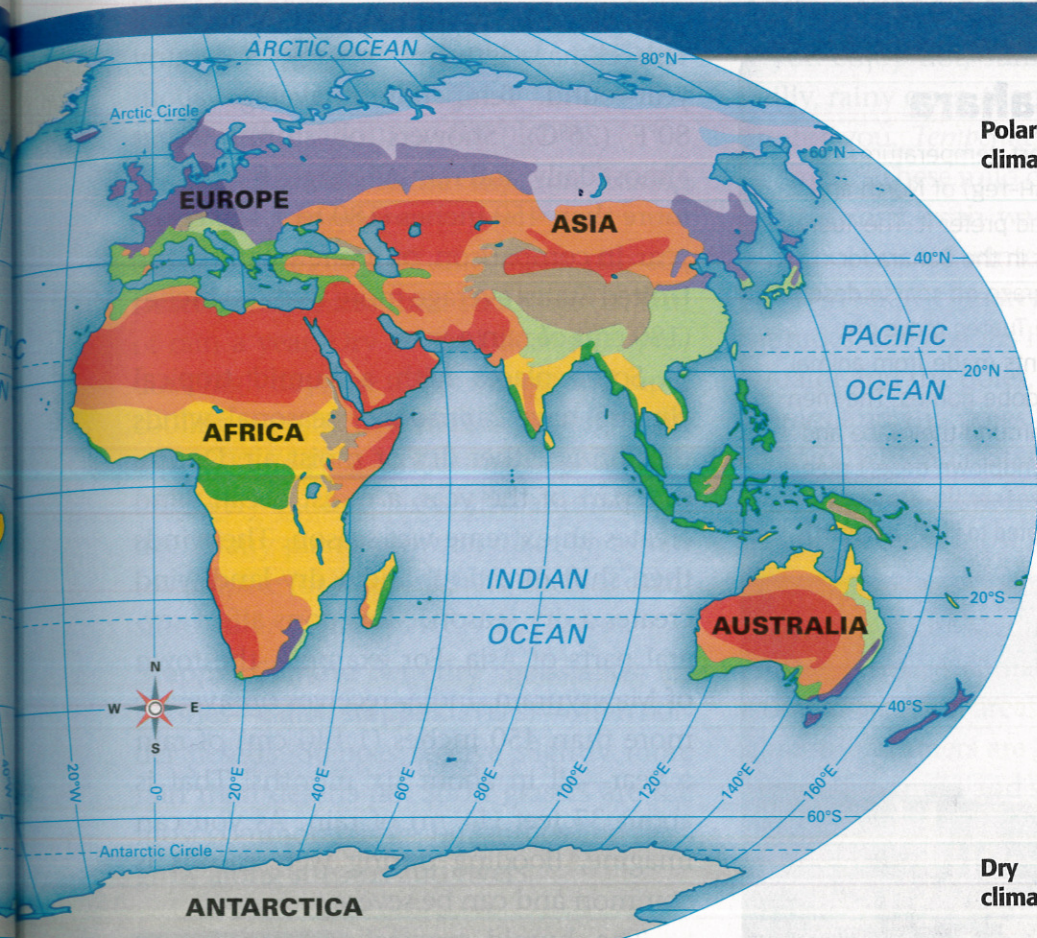 ARCTIC OCEAN
80°N
Arctic Circle
Polar
clima
60°N
EUROPE
ASIA
40°N
PACIFIC
OCEAN
20°N
AFRICA
INDIAN
OCEAN
20°S
AUSTRALIA
N
W E
S
40°S
20°W
0°
20°E
40°E
60°E
80°E
100°E
120°E
140°E
160°E
60°S
Antarctic Circle
Dry
clima
ANTARCTICA